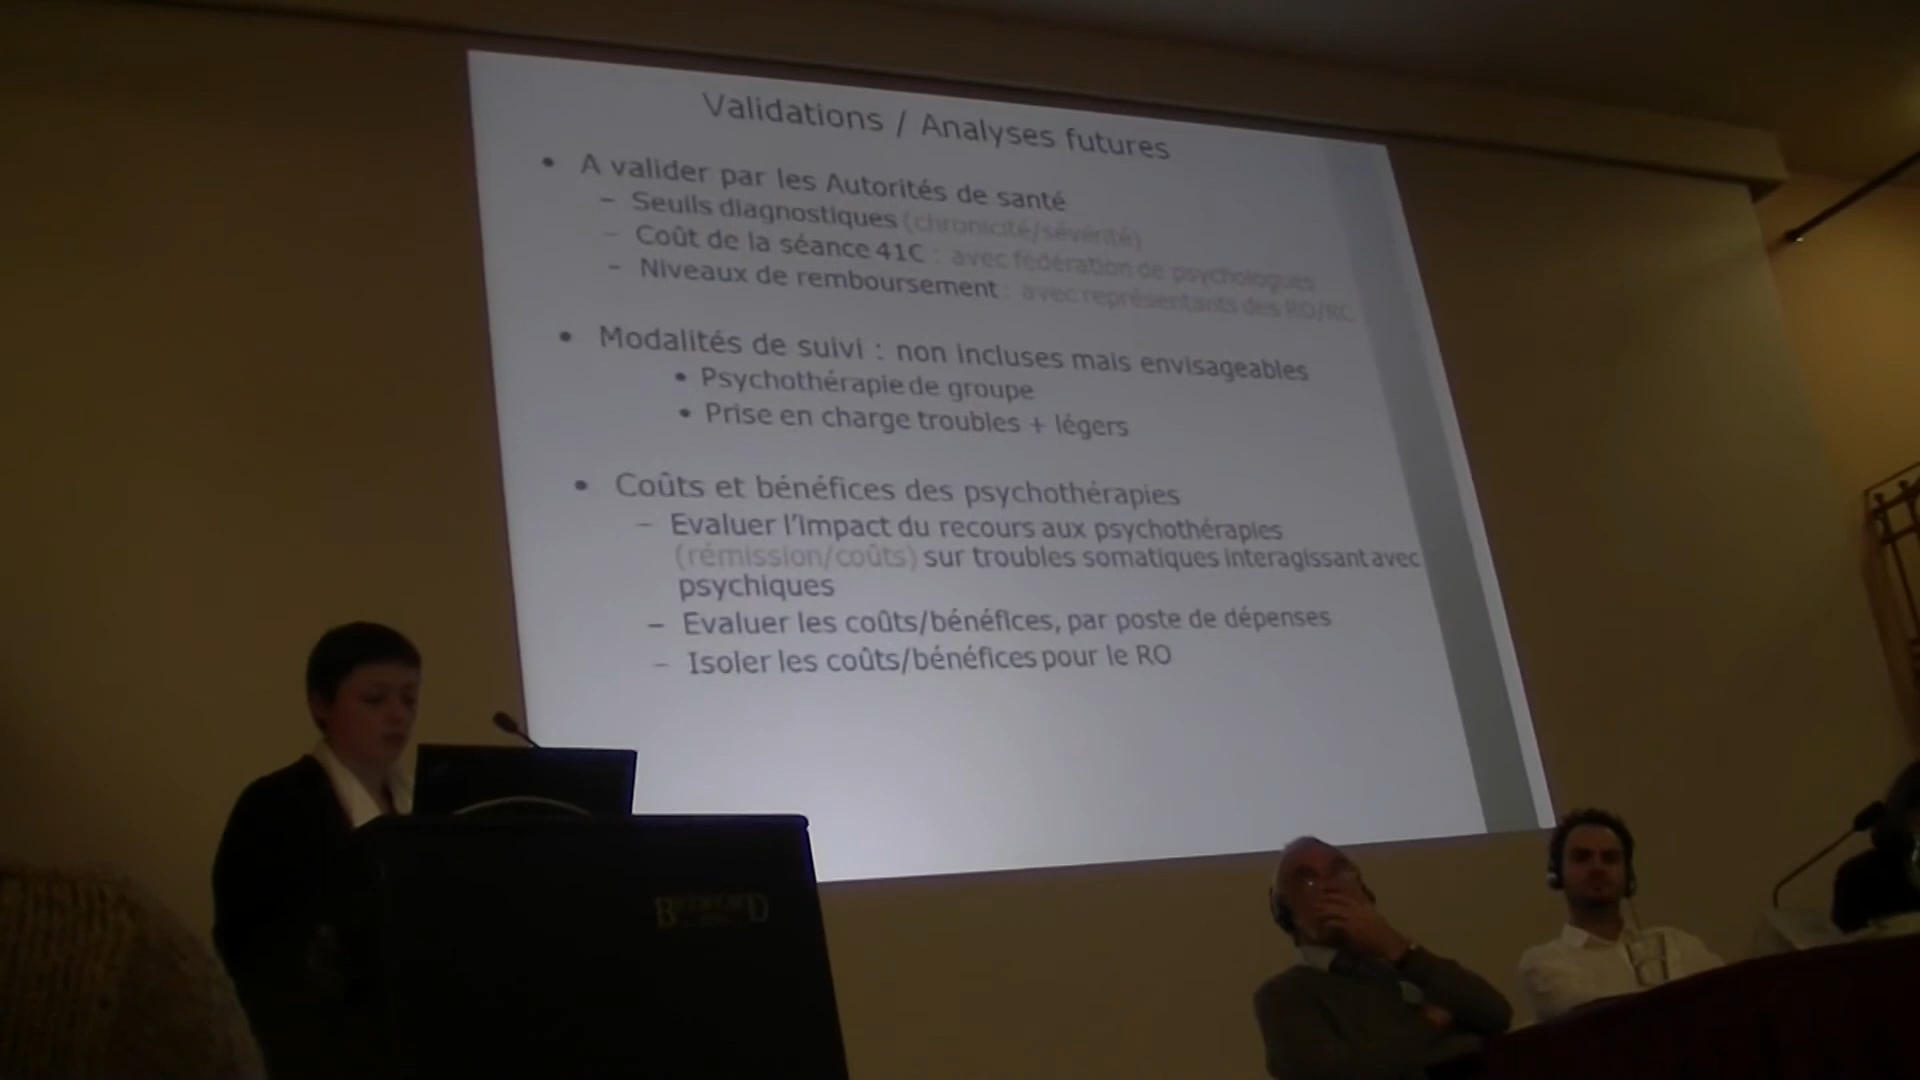 Validations / Analyses futures
• A valider par les Autorités de santé
– Seuils diagnostiques (chronicité/sévérité)
– Coût de la séance 41€ : avec fédération de psychologues
– Niveaux de remboursement : avec représentants des RO/RC
• Modalités de suivi : non incluses mais envisageables
• Psychothérapie de groupe
• Prise en charge troubles + légers
• Coûts et bénéfices des psychothérapies
– Evaluer l'impact du recours aux psychothérapies
(rémission/coûts) sur troubles somatiques interagissant avec
psychiques
– Evaluer les coûts/bénéfices, par poste de dépenses
– Isoler les coûts/bénéfices pour le RO